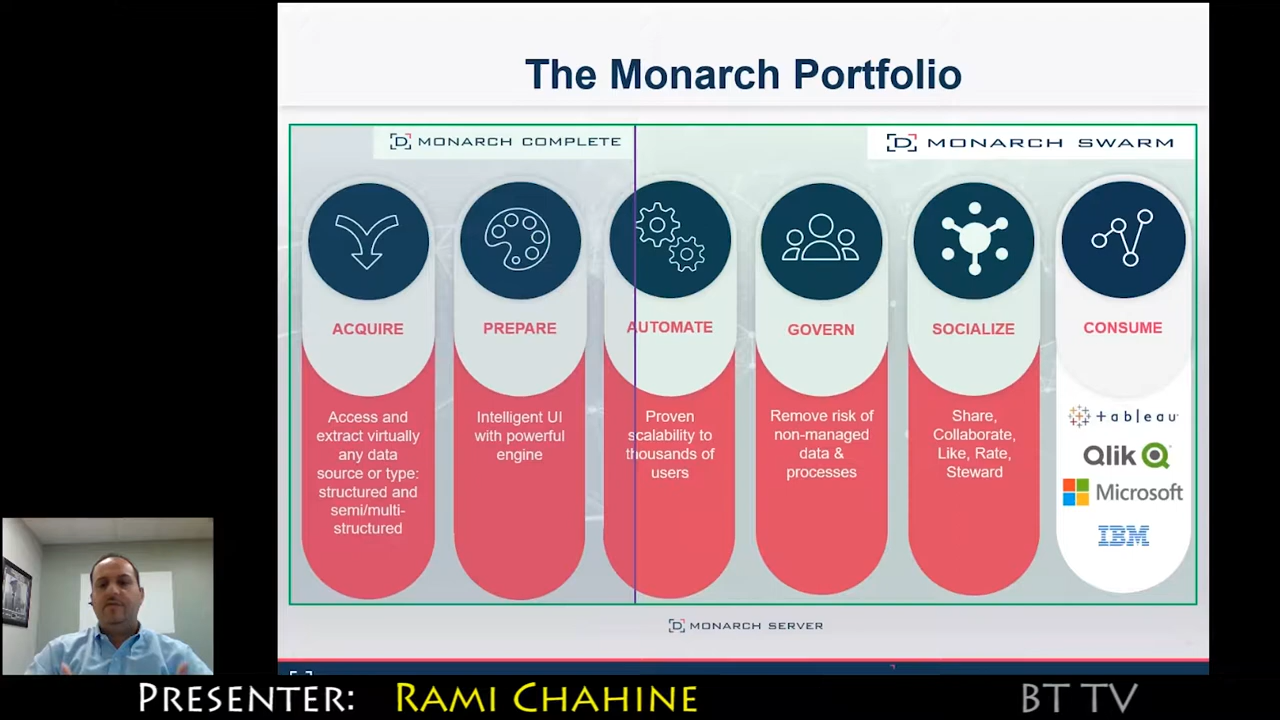 The Monarch Portfolio
[D] MONARCH COMPLETE
[D] MONARCH SWARM
ACQUIRE
Access and
extract virtually
any data
source or type:
structured and
semi/multi-
structured
PREPARE
Intelligent UI
with powerful
engine
AUTOMATE
Proven
scalability to
thousands of
users
GOVERN
Remove risk of
non-managed
data &
processes
SOCIALIZE
Share,
Collaborate,
Like, Rate,
Steward
CONSUME
+ableau
Qlik
Microsoft
IBM
[D] MONARCH SERVER
PRESENTER: RAMI CHAHINE
BT TV